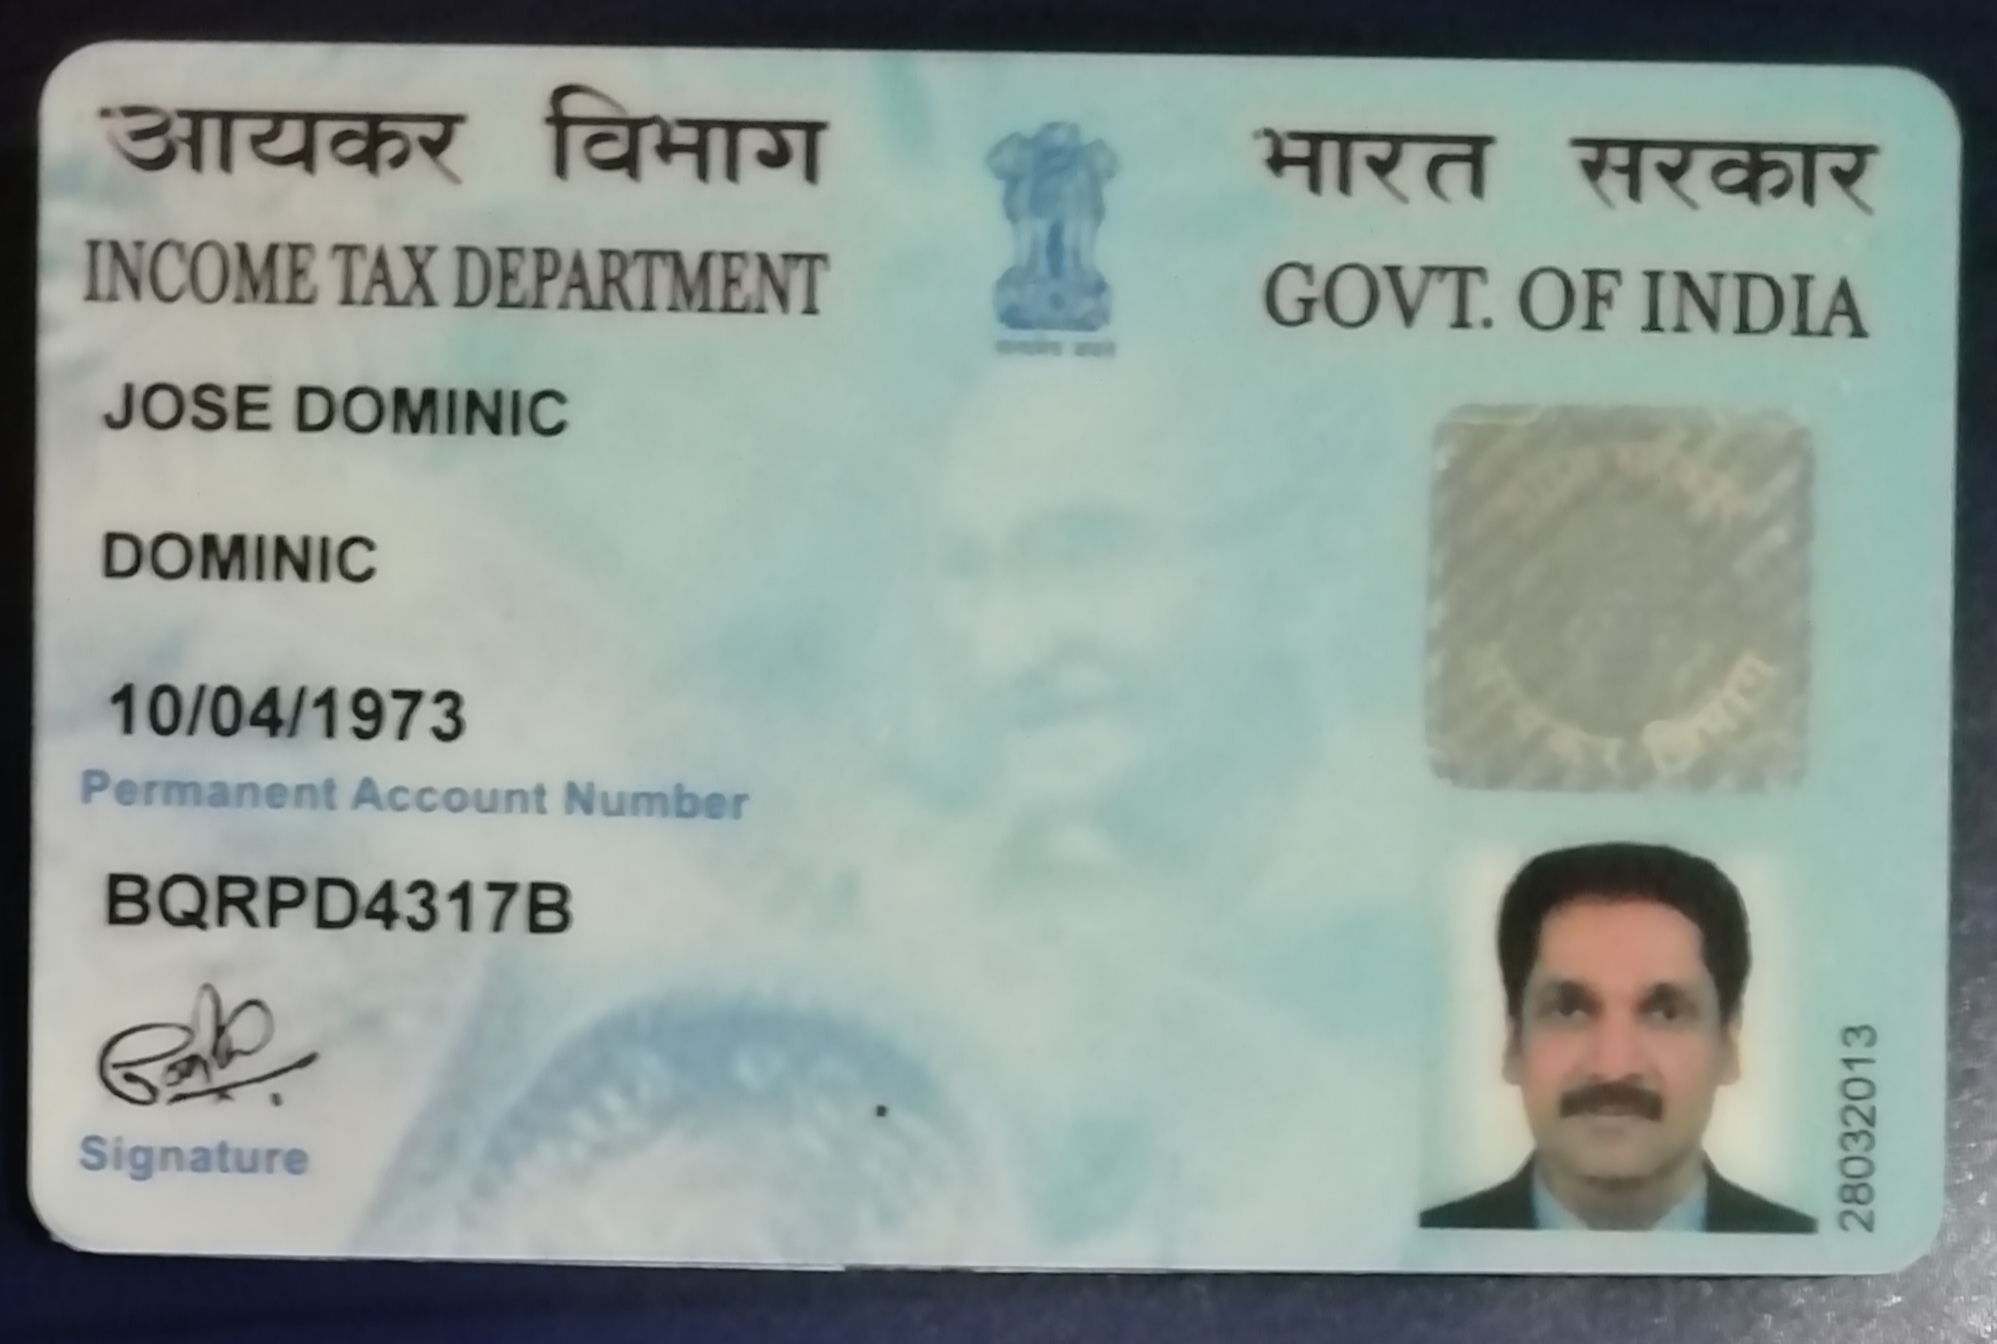 आयकर विभाग
INCOME TAX DEPARTMENT
भारत सरकार
GOVT. OF INDIA
JOSE DOMINIC
DOMINIC
10/04/1973
Permanent Account Number
BQRPD4317B
Signature
28032013